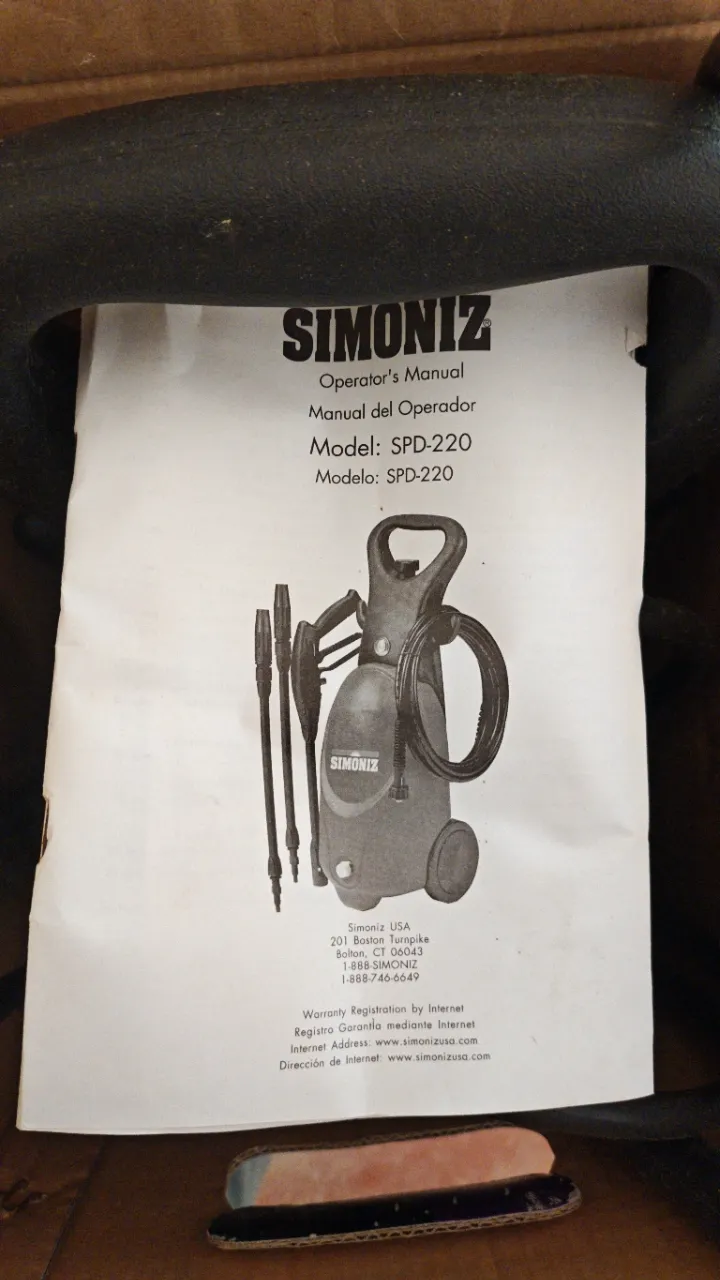 SIMONIZ®
Operator's Manual
Manual del Operador
Model: SPD-220
Modelo: SPD-220
SIMONIZ
Simoniz USA
201 Boston Turnpike
Bolton, CT 06043
1-888-SIMONIZ
1-888-746-6649
Warranty Registration by Internet
Registro Garantía mediante Internet
Internet Address: www.simonizusa.com
Dirección de Internet: www.simonizusa.com